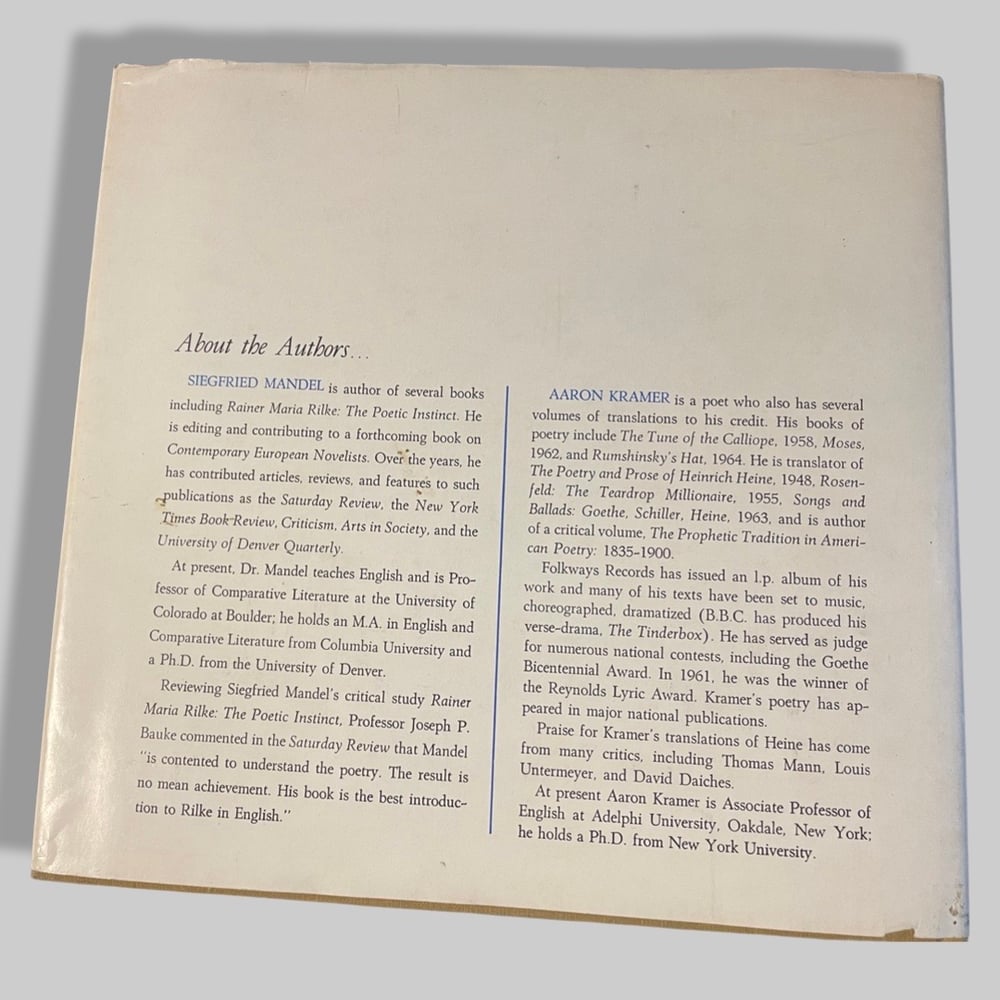 About the Authors...
SIEGFRIED MANDEL is author of several books
including Rainer Maria Rilke: The Poetic Instinct. He
is editing and contributing to a forthcoming book on
Contemporary European Novelists. Over the years, he
has contributed articles, reviews, and features to such
publications as the Saturday Review, the New York
Times Book Review, Criticism, Arts in Society, and the
University of Denver Quarterly.
At present, Dr. Mandel teaches English and is Pro-
fessor of Comparative Literature at the University of
Colorado at Boulder; he holds an M.A. in English and
Comparative Literature from Columbia University and
a Ph.D. from the University of Denver.
Reviewing Siegfried Mandel's critical study Rainer
Maria Rilke: The Poetic Instinct, Professor Joseph P.
Bauke commented in the Saturday Review that Mandel
"is contented to understand the poetry. The result is
no mean achievement. His book is the best introduc-
tion to Rilke in English."
AARON KRAMER is a poet who also has several
volumes of translations to his credit. His books of
poetry include The Tune of the Calliope, 1958, Moses,
1962, and Rumshinsky's Hat, 1964. He is translator of
The Poetry and Prose of Heinrich Heine, 1948, Rosen-
feld: The Teardrop Millionaire, 1955, Songs and
Ballads: Goethe, Schiller, Heine, 1963, and is author
of a critical volume, The Prophetic Tradition in Ameri-
can Poetry: 1835-1900.
Folkways Records has issued an l.p. album of his
work and many of his texts have been set to music,
choreographed, dramatized (B.B.C. has produced his
verse-drama, The Tinderbox). He has served as judge
for numerous national contests, including the Goethe
Bicentennial Award. In 1961, he was the winner of
the Reynolds Lyric Award. Kramer's poetry has ap-
peared in major national publications.
Praise for Kramer's translations of Heine has come
from many critics, including Thomas Mann, Louis
Untermeyer, and David Daiches.
At present Aaron Kramer is Associate Professor of
English at Adelphi University, Oakdale, New York;
he holds a Ph.D. from New York University.